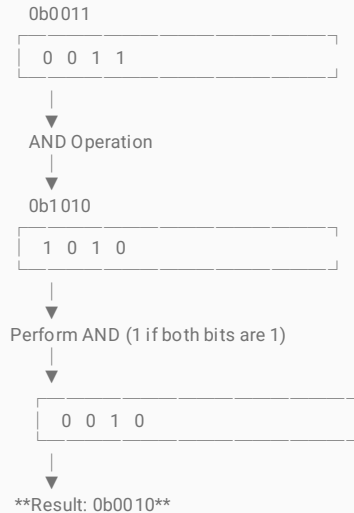 0b0011
0 0 1 1
AND Operation
0b1010
1 0 1 0
Perform AND (1 if both bits are 1)
0 0 1 0
**Result: 0b0010**